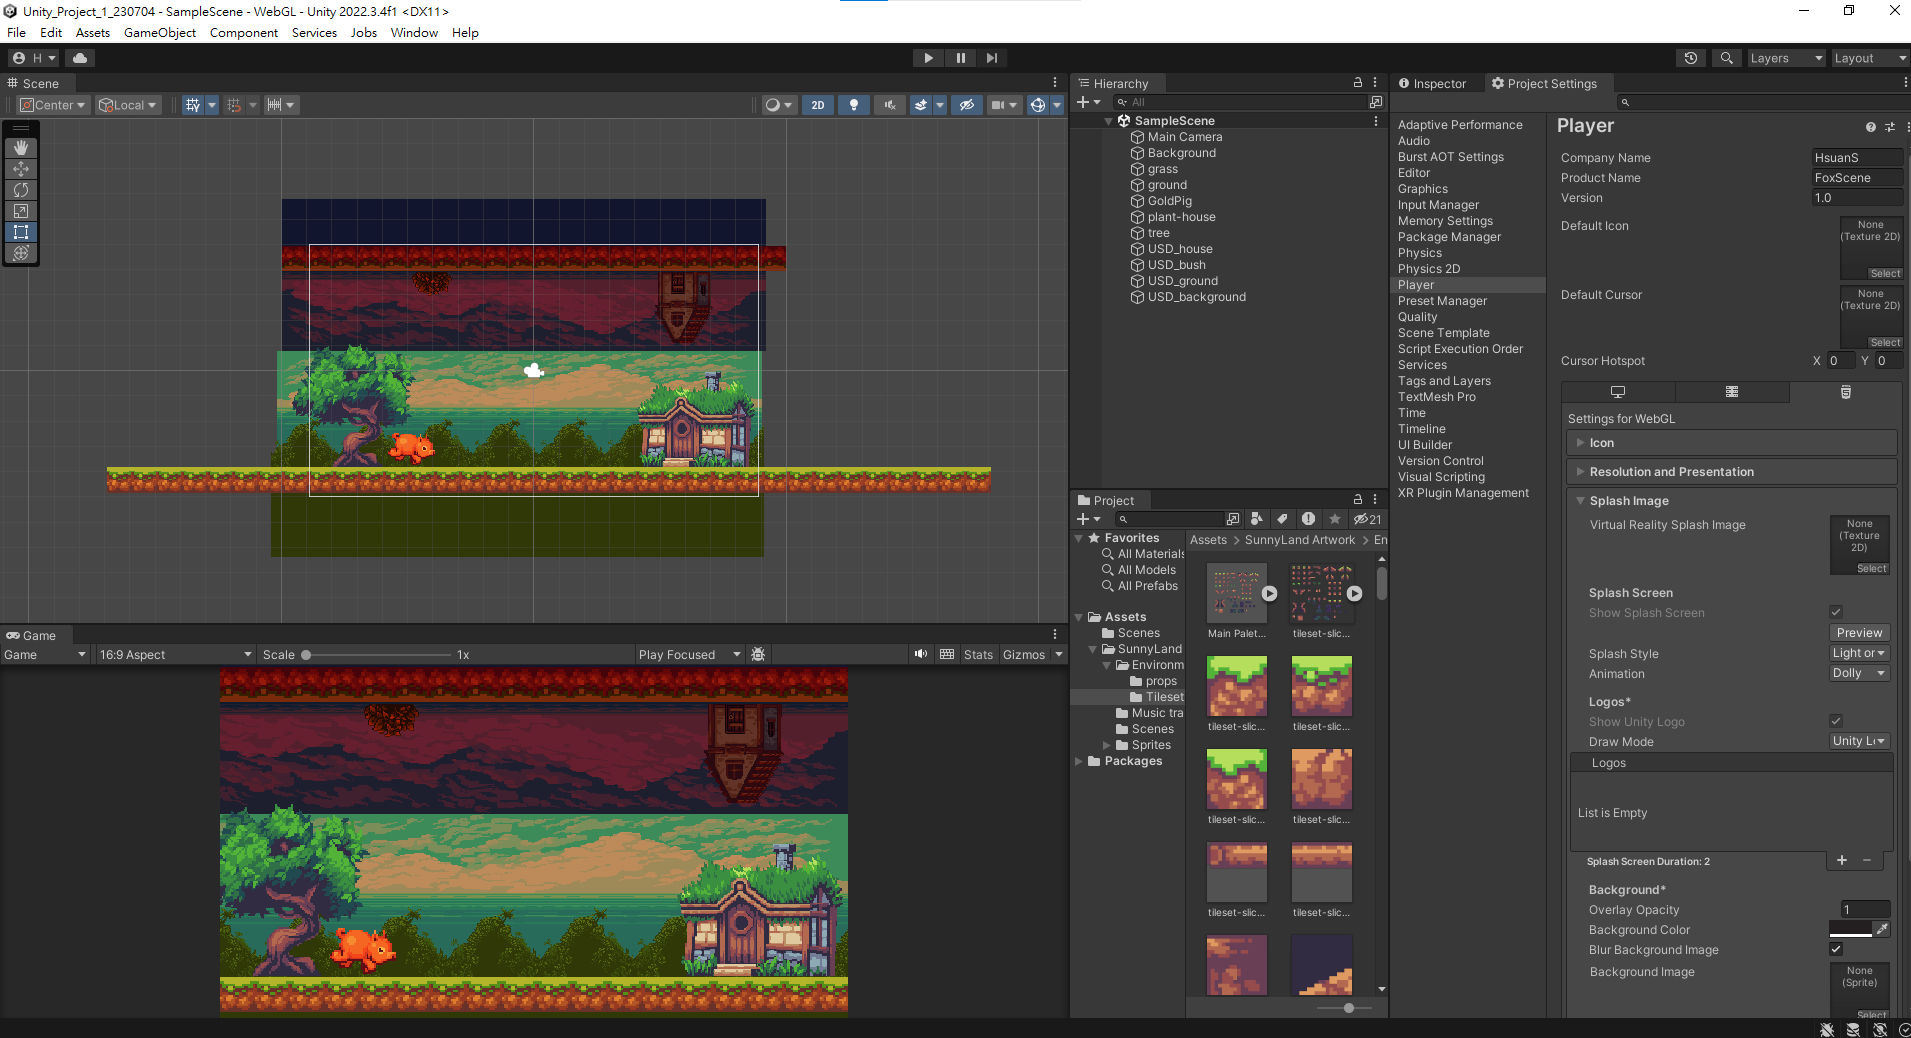 Unity_Project_1_230704 - SampleScene - WebGL - Unity 2022.3.4f1 <DX11>
File Edit Assets GameObject Component Services Jobs Window Help
H
Layers
Layout
Scene
Center
Local
2D
Game
Game
16:9 Aspect
Scale
1x
Play Focused
Stats
Gizmos
Hierarchy
All
SampleScene
Main Camera
Background
grass
ground
GoldPig
plant-house
tree
USD_house
USD_bush
USD_ground
USD_background
Project
21
Favorites
All Materials
All Models
All Prefabs
Assets
Scenes
SunnyLand
Environm
props
Tileset
Music tra
Scenes
Sprites
Packages
Assets > SunnyLand Artwork > En
Main Palet...
tileset-slic...
tileset-slic...
tileset-slic...
tileset-slic...
tileset-slic...
tileset-slic...
tileset-slic...
Inspector
Project Settings
Adaptive Performance
Audio
Burst AOT Settings
Editor
Graphics
Input Manager
Memory Settings
Package Manager
Physics
Physics 2D
Player
Preset Manager
Quality
Scene Template
Script Execution Order
Services
Tags and Layers
TextMesh Pro
Time
Timeline
UI Builder
Version Control
Visual Scripting
XR Plugin Management
Player
Company Name HsuanS
Product Name FoxScene
Version 1.0
Default Icon
None
(Texture 2D)
Select
Default Cursor
None
(Texture 2D)
Select
Cursor Hotspot X 0 Y 0
Settings for WebGL
Icon
Resolution and Presentation
Splash Image
Virtual Reality Splash Image
None
(Texture
2D)
Select
Splash Screen
Show Splash Screen
Preview
Splash Style Light or
Animation Dolly
Logos*
Show Unity Logo
Draw Mode Unity L
Logos
List is Empty
Splash Screen Duration: 2
Background*
Overlay Opacity 1
Background Color
Blur Background Image
Background Image
None
(Sprite)
Select